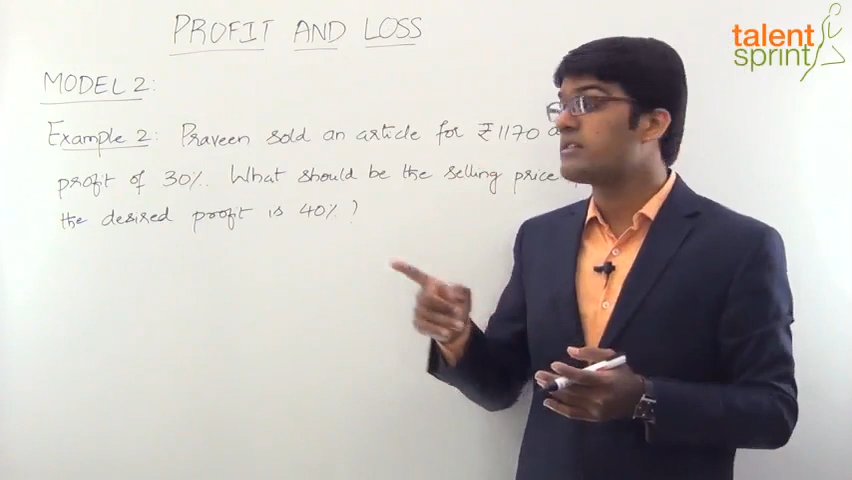 PROFIT AND LOSS
talent
sprint
MODEL 2:
Example 2: Praveen sold an article for ₹1170
profit of 30%. What should be the selling price
the desired profit is 40%?